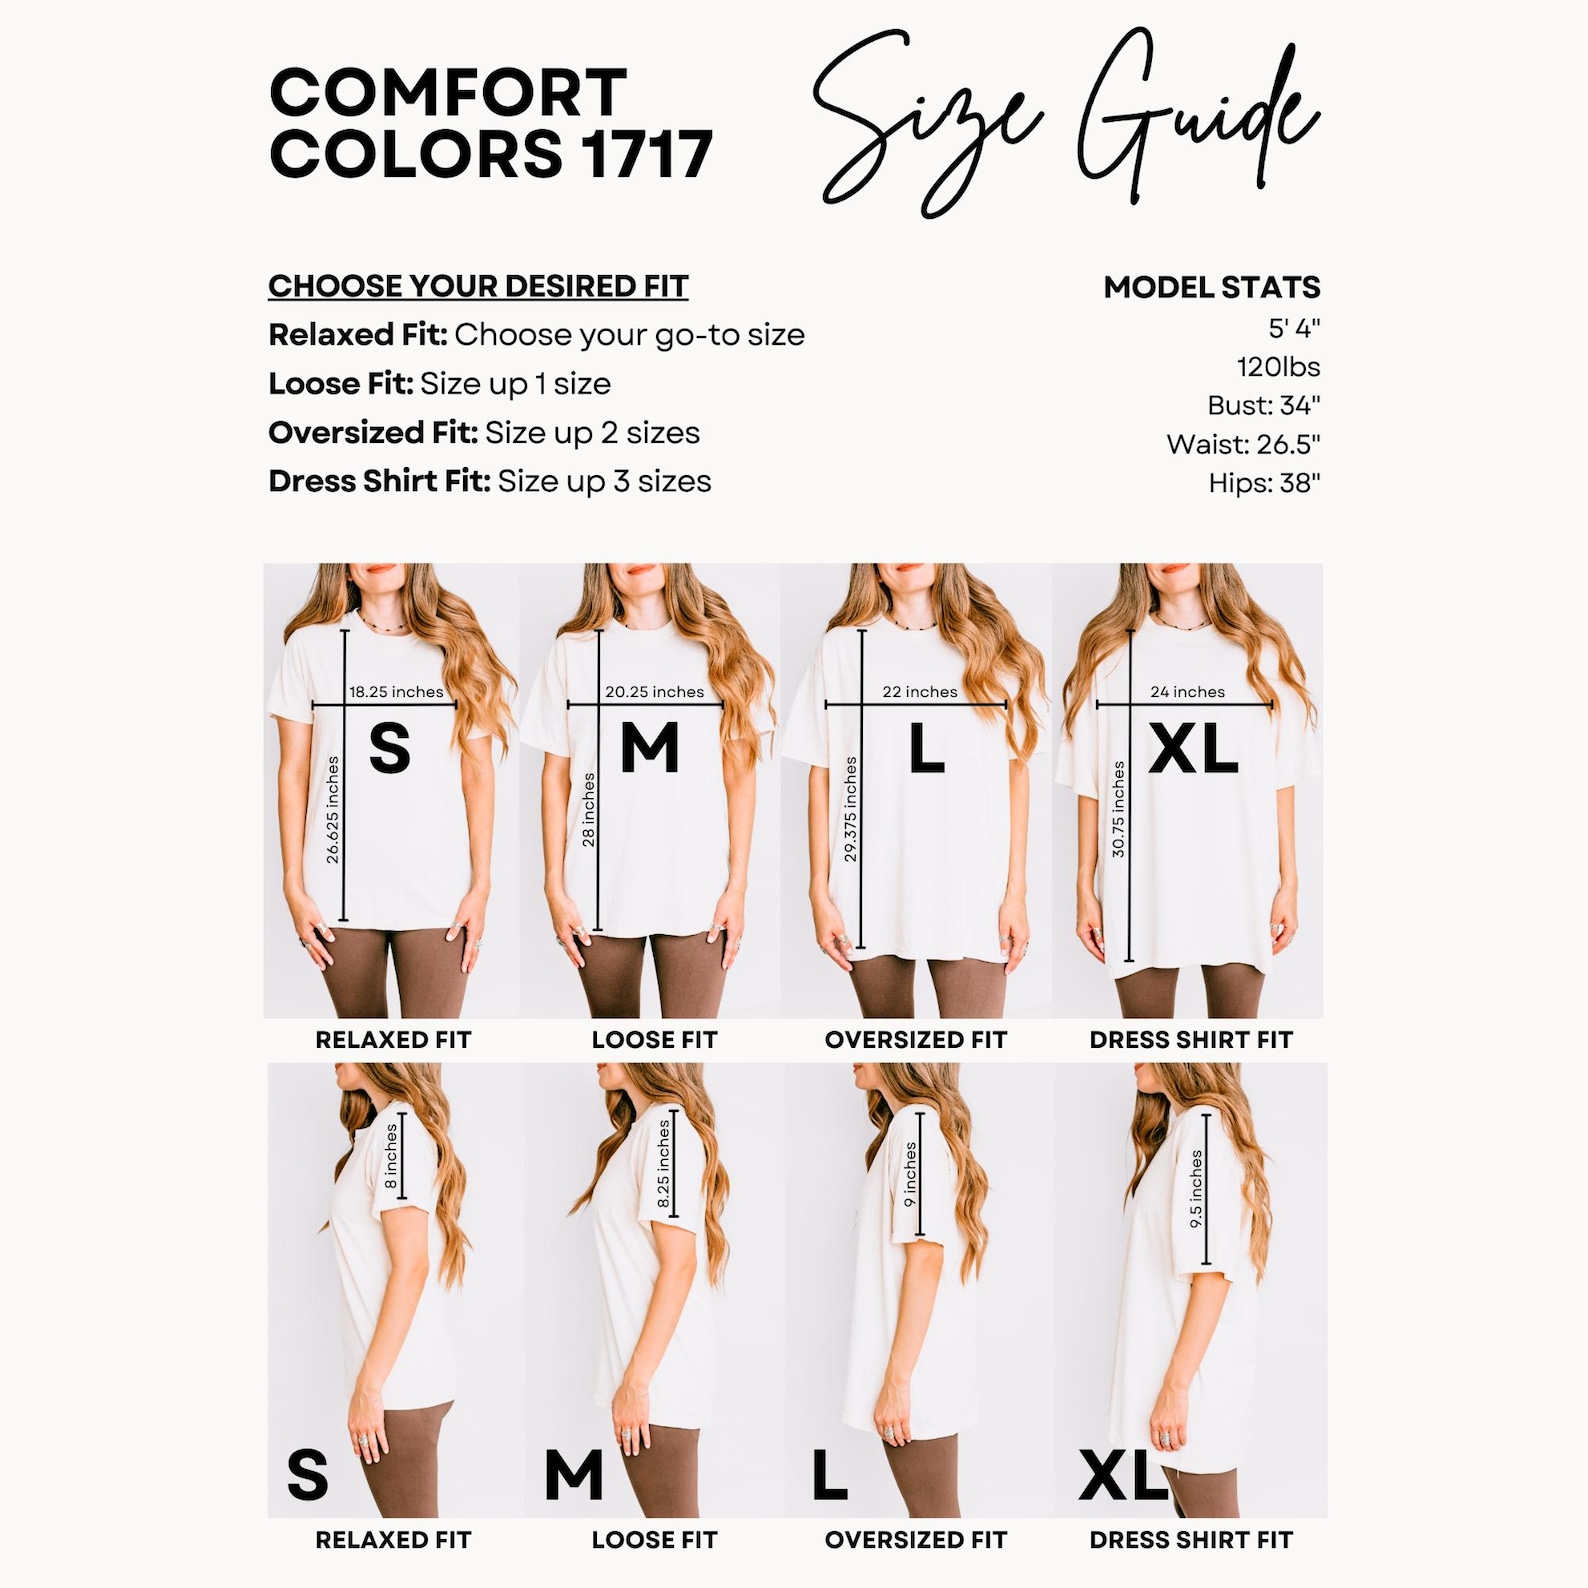 COMFORT
COLORS 1717
Size Guide
CHOOSE YOUR DESIRED FIT
Relaxed Fit: Choose your go-to size
Loose Fit: Size up 1 size
Oversized Fit: Size up 2 sizes
Dress Shirt Fit: Size up 3 sizes
MODEL STATS
5' 4"
120lbs
Bust: 34"
Waist: 26.5"
Hips: 38"
18.25 inches
S
26.625 inches
20.25 inches
M
28 inches
22 inches
L
29.375 inches
24 inches
XL
30.75 inches
RELAXED FIT
LOOSE FIT
OVERSIZED FIT
DRESS SHIRT FIT
8 inches
8.25 inches
9 inches
9.5 inches
S
M
L
XL
RELAXED FIT
LOOSE FIT
OVERSIZED FIT
DRESS SHIRT FIT